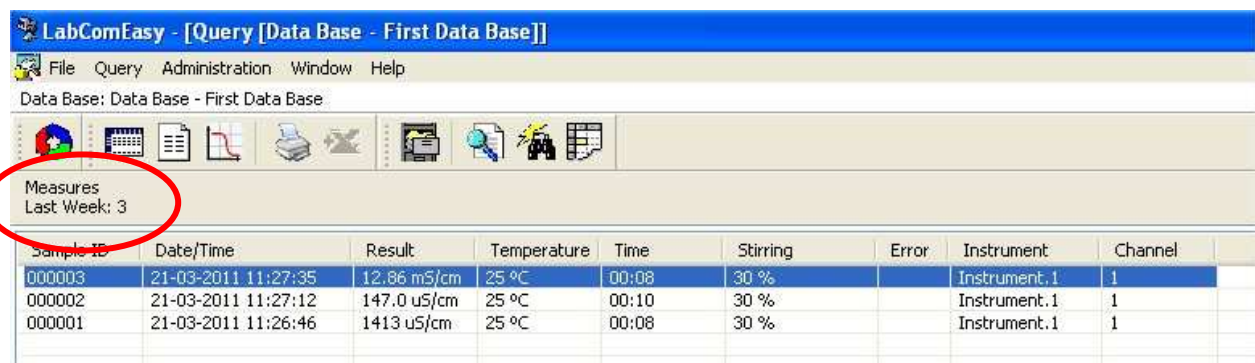 LabComEasy - [Query [Data Base - First Data Base]]
File Query Administration Window Help
Data Base: Data Base - First Data Base
Measures
Last Week: 3
Sample ID Date/Time Result Temperature Time Stirring Error Instrument Channel
000003 21-03-2011 11:27:35 12.86 mS/cm 25 ºC 00:08 30 % Instrument.1 1
000002 21-03-2011 11:27:12 147.0 uS/cm 25 ºC 00:10 30 % Instrument.1 1
000001 21-03-2011 11:26:46 1413 uS/cm 25 ºC 00:08 30 % Instrument.1 1